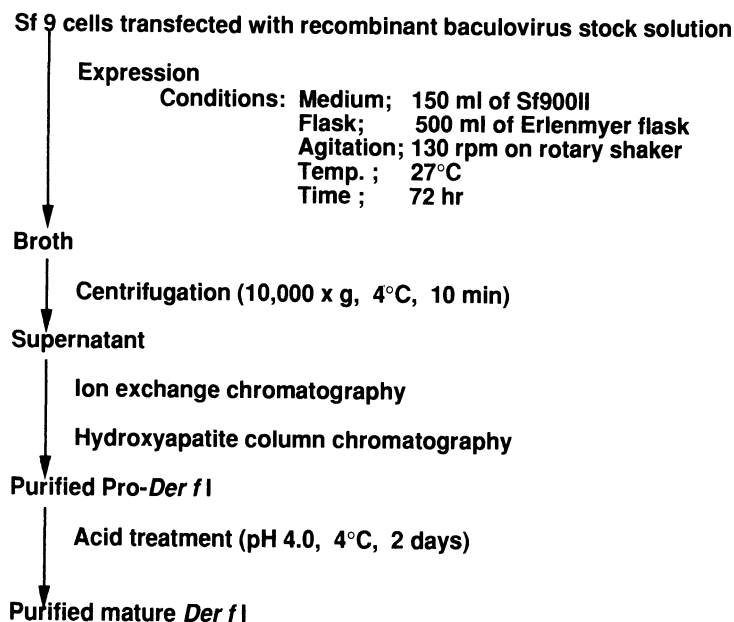 Sf 9 cells transfected with recombinant baculovirus stock solution
Expression
Conditions: Medium; 150 ml of Sf900II
Flask; 500 ml of Erlenmyer flask
Agitation; 130 rpm on rotary shaker
Temp. ; 27°C
Time ; 72 hr
Broth
Centrifugation (10,000 x g, 4°C, 10 min)
Supernatant
Ion exchange chromatography
Hydroxyapatite column chromatography
Purified Pro-Der f I
Acid treatment (pH 4.0, 4°C, 2 days)
Purified mature Der f I